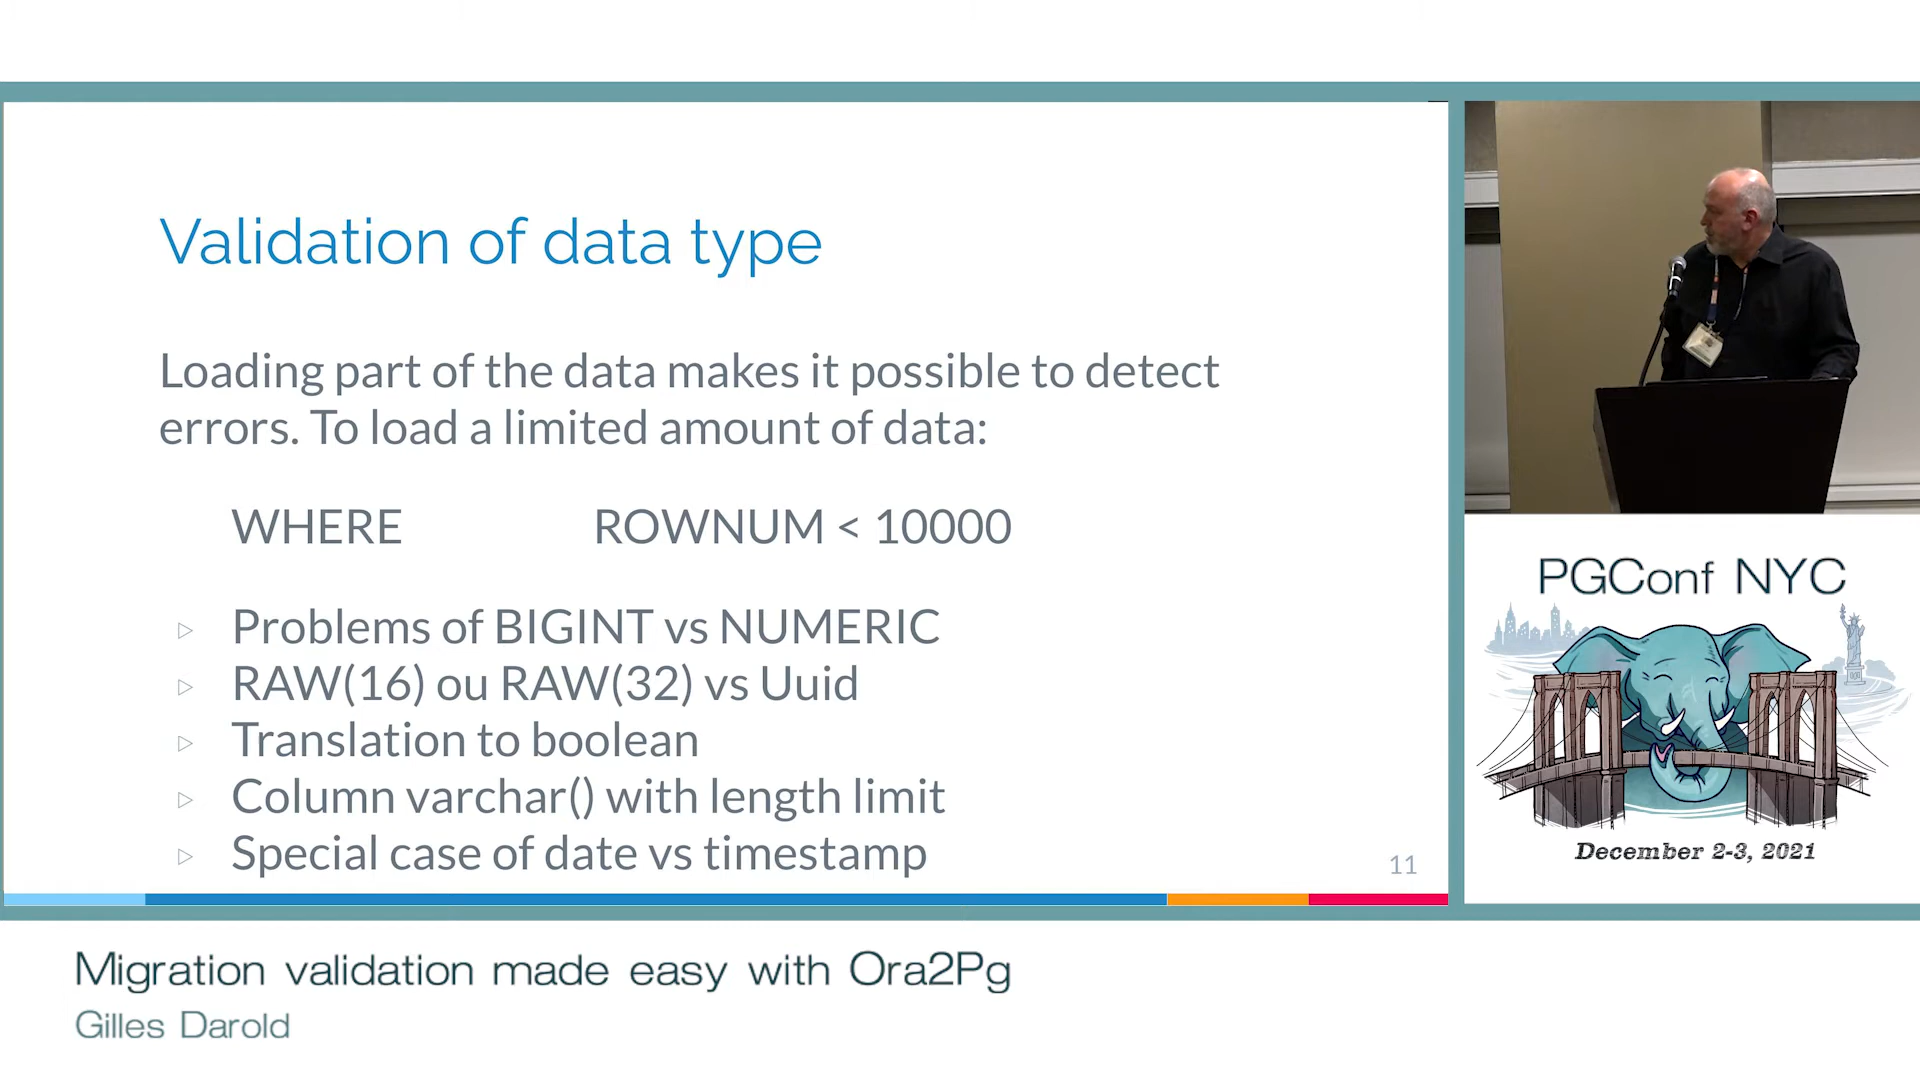 Validation of data type
Loading part of the data makes it possible to detect
errors. To load a limited amount of data:
WHERE ROWNUM < 10000
Problems of BIGINT vs NUMERIC
RAW(16) ou RAW(32) vs Uuid
Translation to boolean
Column varchar() with length limit
Special case of date vs timestamp
11
PGConf NYC
December 2-3, 2021
Migration validation made easy with Ora2Pg
Gilles Darold